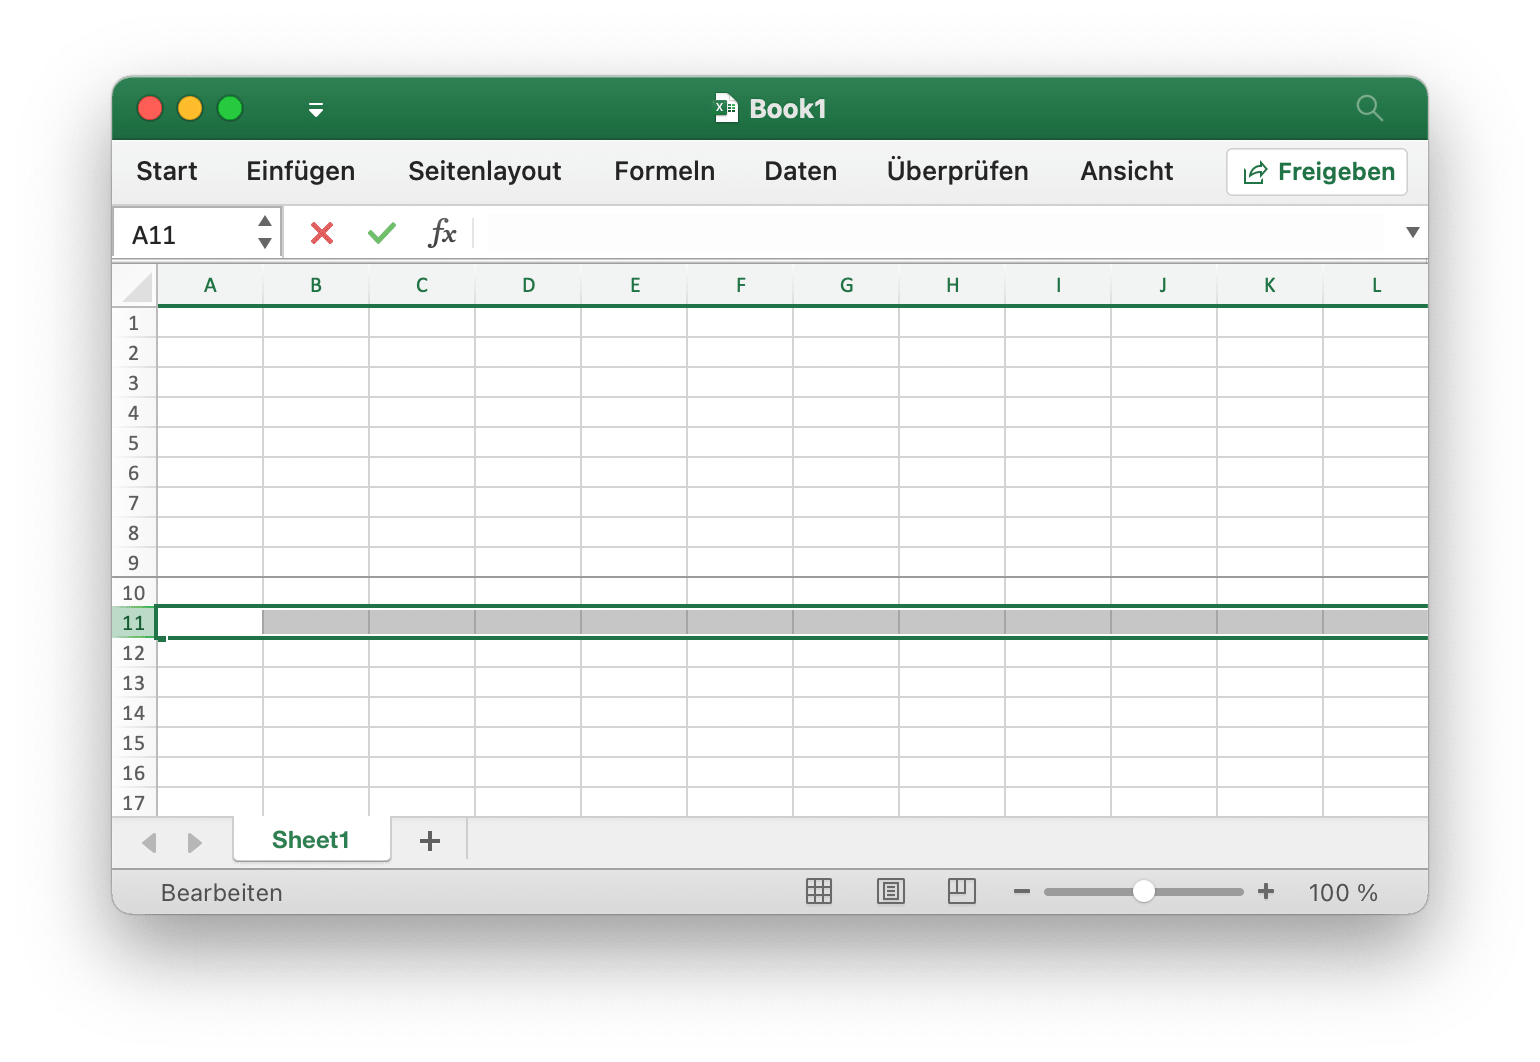 Book1
Start Einfügen Seitenlayout Formeln Daten Überprüfen Ansicht Freigeben
A11 fx
A B C D E F G H I J K L
1
2
3
4
5
6
7
8
9
10
11
12
13
14
15
16
17
Sheet1 +
Bearbeiten 100 %